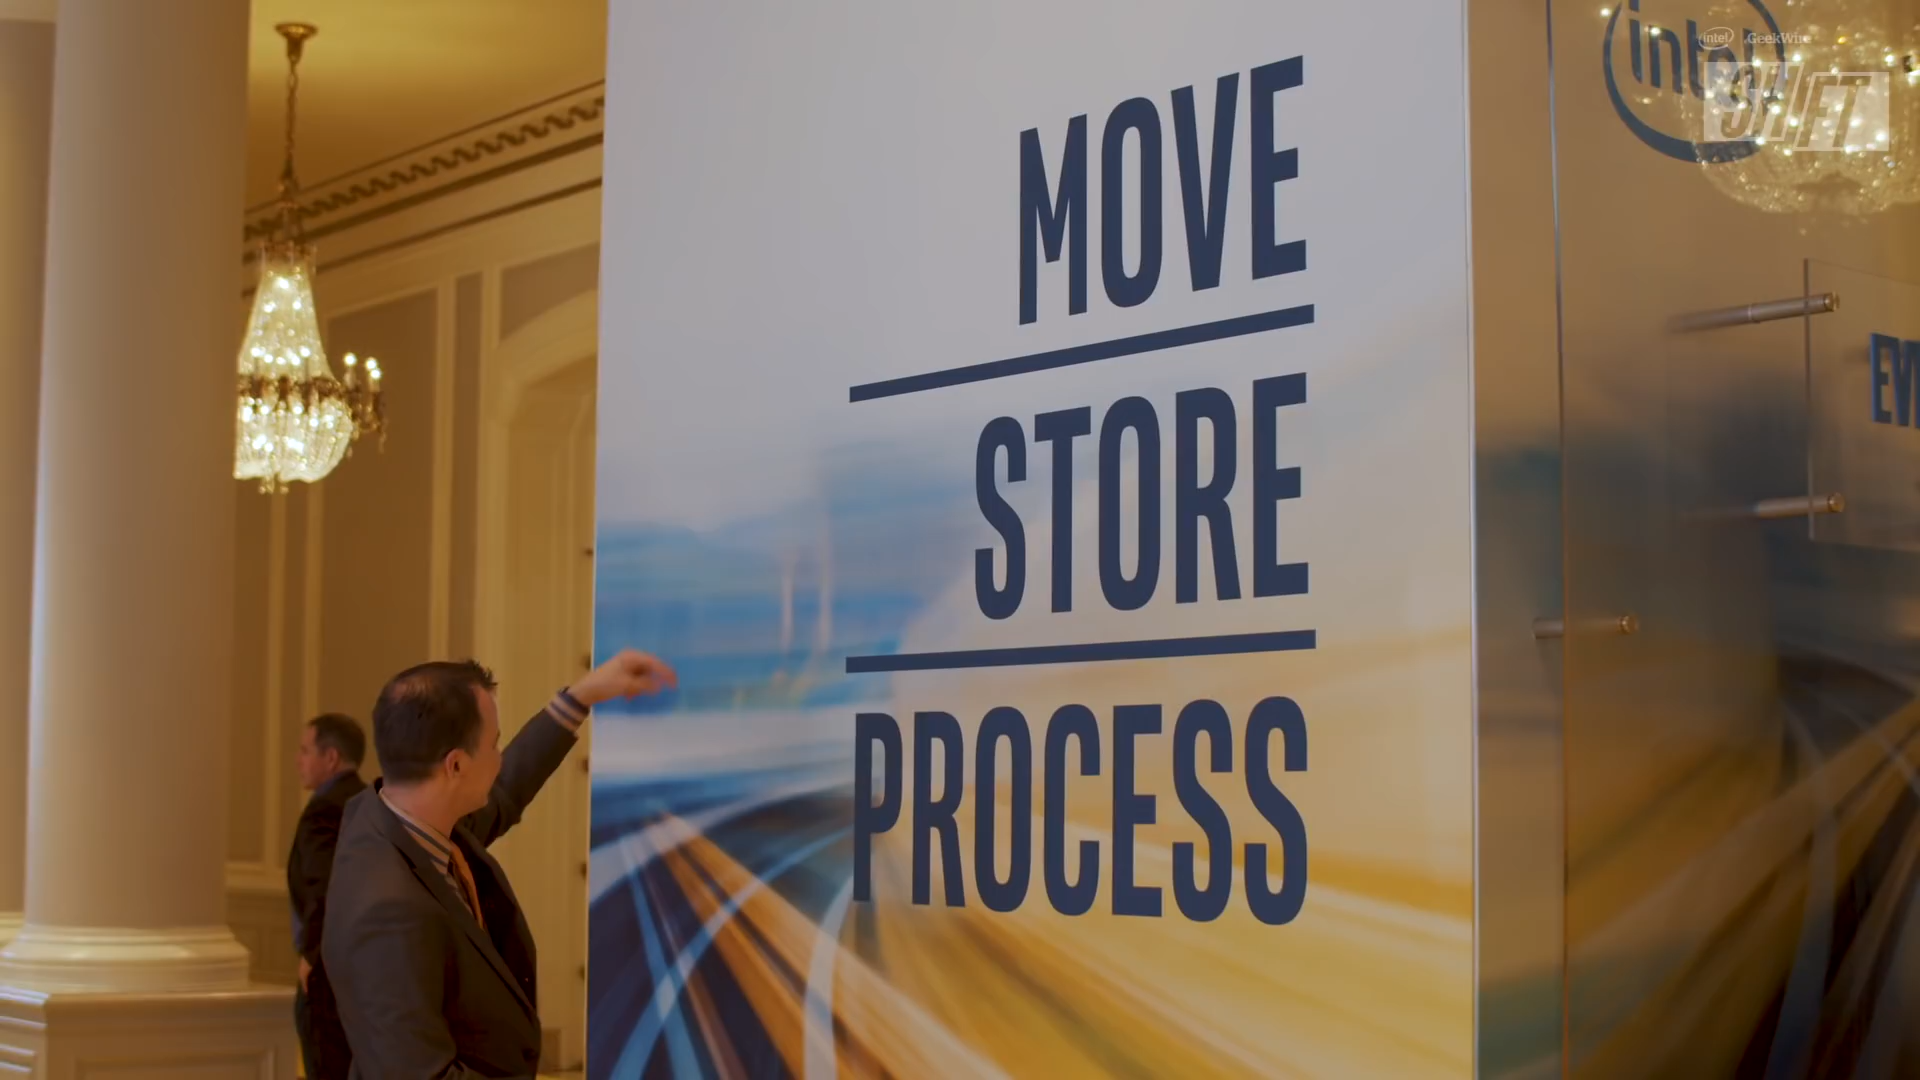 MOVE
STORE
PROCESS
intel
intel GeekWire
SHIFT